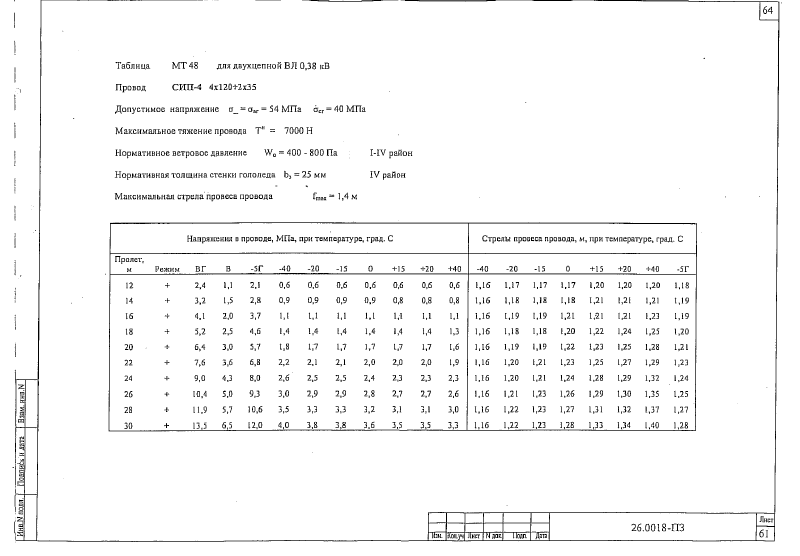 64
Таблица МТ 48 для двухцепной ВЛ 0,38 кВ
Провод СИП-4 4x120+2x35
Допустимое напряжение σ_ = σэг = 54 МПа σсг = 40 МПа
Максимальное тяжение провода Tн = 7000 Н
Нормативное ветровое давление W₀ = 400 - 800 Па I-IV район
Нормативная толщина стенки гололеда bэ = 25 мм IV район
Максимальная стрела провеса провода fmax = 1,4 м
Напряжения в проводе, МПа, при температуре, град. С Стрелы провеса провода, м, при температуре, град. С
Пролет, м Режим ВГ В -5Г -40 -20 -15 0 +15 +20 +40 -40 -20 -15 0 +15 +20 +40 -5Г
12 + 2,4 1,1 2,1 0,6 0,6 0,6 0,6 0,6 0,6 0,6 1,16 1,17 1,17 1,17 1,20 1,20 1,20 1,18
14 + 3,2 1,5 2,8 0,9 0,9 0,9 0,9 0,8 0,8 0,8 1,16 1,18 1,18 1,18 1,21 1,21 1,21 1,19
16 + 4,1 2,0 3,7 1,1 1,1 1,1 1,1 1,1 1,1 1,1 1,16 1,19 1,19 1,21 1,21 1,21 1,23 1,19
18 + 5,2 2,5 4,6 1,4 1,4 1,4 1,4 1,4 1,4 1,3 1,16 1,18 1,18 1,20 1,22 1,24 1,25 1,20
20 + 6,4 3,0 5,7 1,8 1,7 1,7 1,7 1,7 1,7 1,6 1,16 1,19 1,19 1,22 1,23 1,25 1,28 1,21
22 + 7,6 3,6 6,8 2,2 2,1 2,1 2,0 2,0 2,0 1,9 1,16 1,20 1,21 1,23 1,25 1,27 1,29 1,23
24 + 9,0 4,3 8,0 2,6 2,5 2,5 2,4 2,3 2,3 2,3 1,16 1,20 1,21 1,24 1,28 1,29 1,32 1,24
26 + 10,4 5,0 9,3 3,0 2,9 2,9 2,8 2,7 2,7 2,6 1,16 1,21 1,23 1,26 1,29 1,30 1,35 1,25
28 + 11,9 5,7 10,6 3,5 3,3 3,3 3,2 3,1 3,1 3,0 1,16 1,22 1,23 1,27 1,31 1,32 1,37 1,27
30 + 13,5 6,5 12,0 4,0 3,8 3,8 3,6 3,5 3,5 3,3 1,16 1,22 1,23 1,28 1,33 1,34 1,40 1,28
Взам. инв.N
Подпись и дата
Инв.N подл.
Изм. Кол.уч Лист N док. Подп. Дата
26.0018-ПЗ
Лист
61